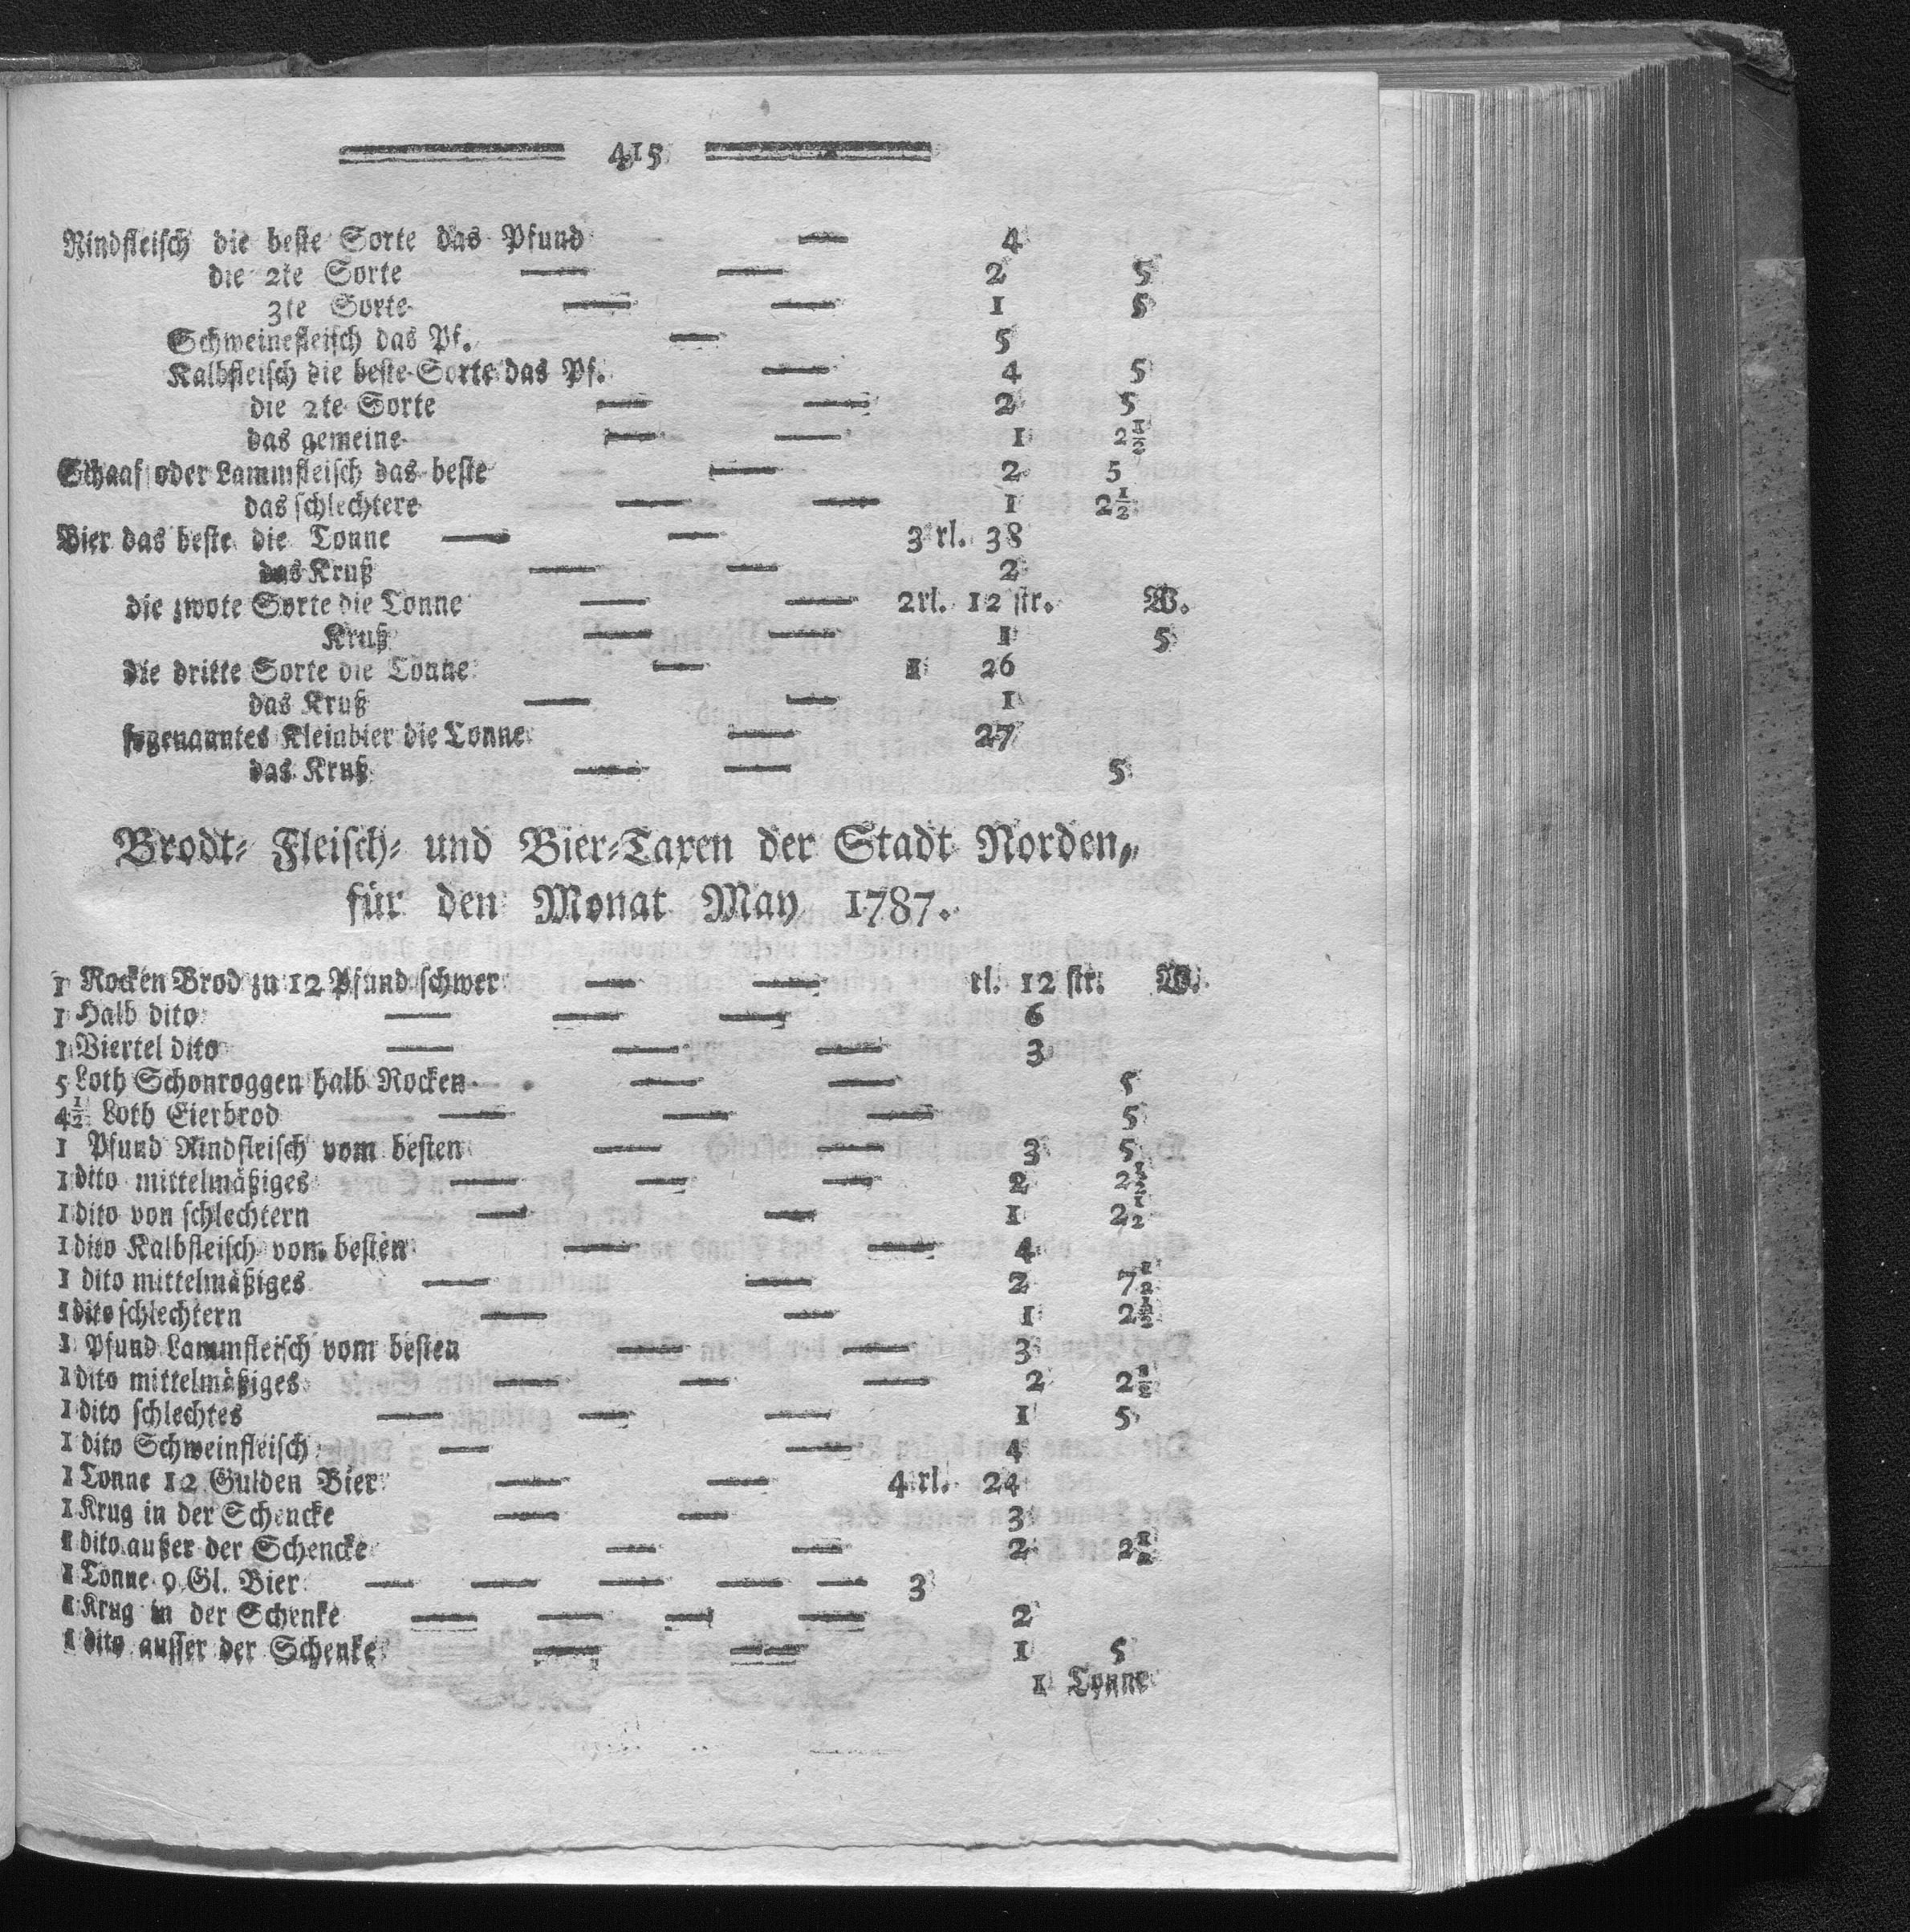 415
Rindfleisch die beste Sorte das Pfund — 4
die 2te Sorte — — 2 5
3te Sorte — — 1 5
Schweinefleisch das Pf. — 5
Kalbfleisch die beste Sorte das Pf. — 4 5
die 2te Sorte — — 2 5
das gemeine — — 1 2½
Schaaf oder Lammfleisch das beste — 2 5
das schlechtere — — 1 2½
Bier das beste die Tonne — — 3 rl. 38
das Kruß — — 2
die zwote Sorte die Tonne — — 2rl. 12 str. W.
Kruß — — 1 5
die dritte Sorte die Tonne — 1 26
das Kruß — — 1
sogenanntes Kleinbier die Tonne — 27
das Kruß — — 5
Brodt- Fleisch- und Bier-Taxen der Stadt Norden,
für den Monat May 1787.
1 Rocken Brod zu 12 Pfund schwer — — rl. 12 str. W.
1 Halb dito — — — 6
1 Viertel dito — — — 3
5 Loth Schonroggen halb Rocken — — 5
4½ Loth Eierbrod — — — 5
1 Pfund Rindfleisch vom besten — — 3 5
1 dito mittelmäßiges — — — 2 2½
1 dito von schlechtern — — 1 2½
1 dito Kalbfleisch vom besten — — 4
1 dito mittelmäßiges — — 2 7½
1 dito schlechtern — — 1 2½
1 Pfund Lammfleisch vom besten — — 3
1 dito mittelmäßiges — — — 2 2½
1 dito schlechtes — — — 1 5
1 dito Schweinfleisch — — 4
1 Tonne 12 Gulden Bier — — 4 rl. 24
1 Krug in der Schencke — — 3
1 dito außer der Schencke — — 2 2½
1 Tonne 9 Gl. Bier — — — — — 3
1 Krug in der Schenke — — — — 2
1 dito ausser der Schenke — — 1 5
1 Tonne